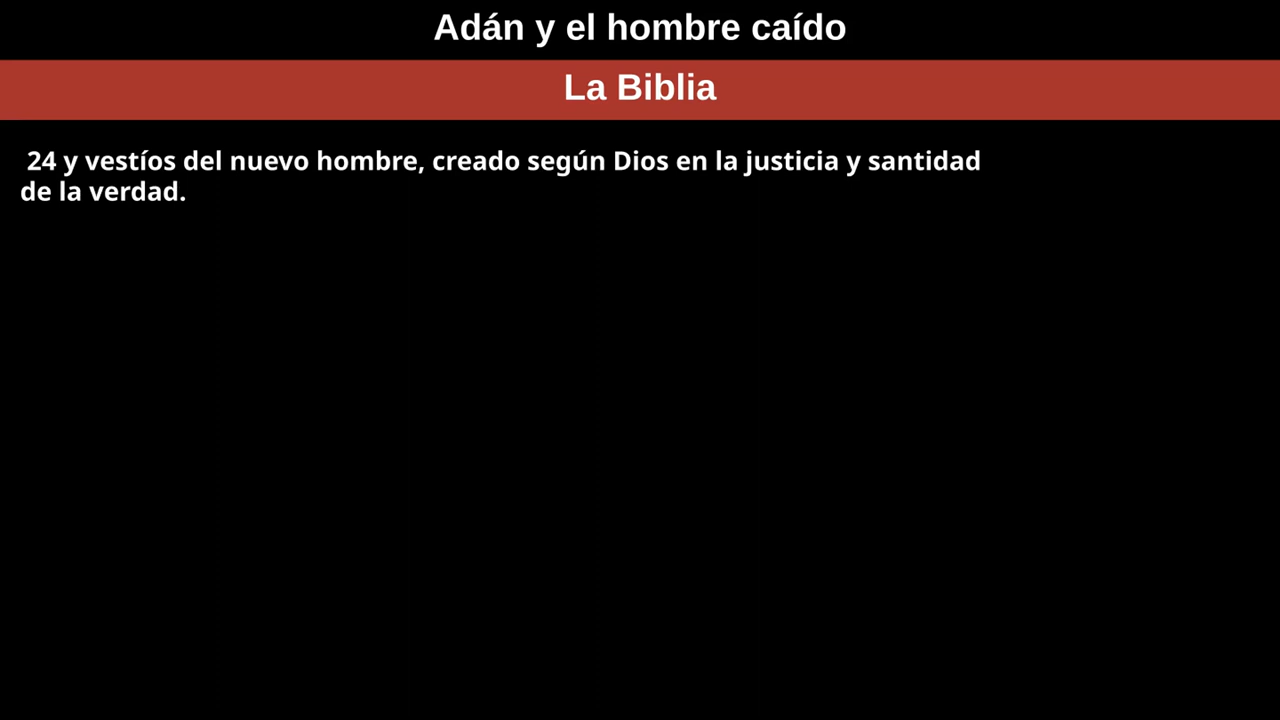 Adán y el hombre caído
La Biblia
24 y vestíos del nuevo hombre, creado según Dios en la justicia y santidad
de la verdad.